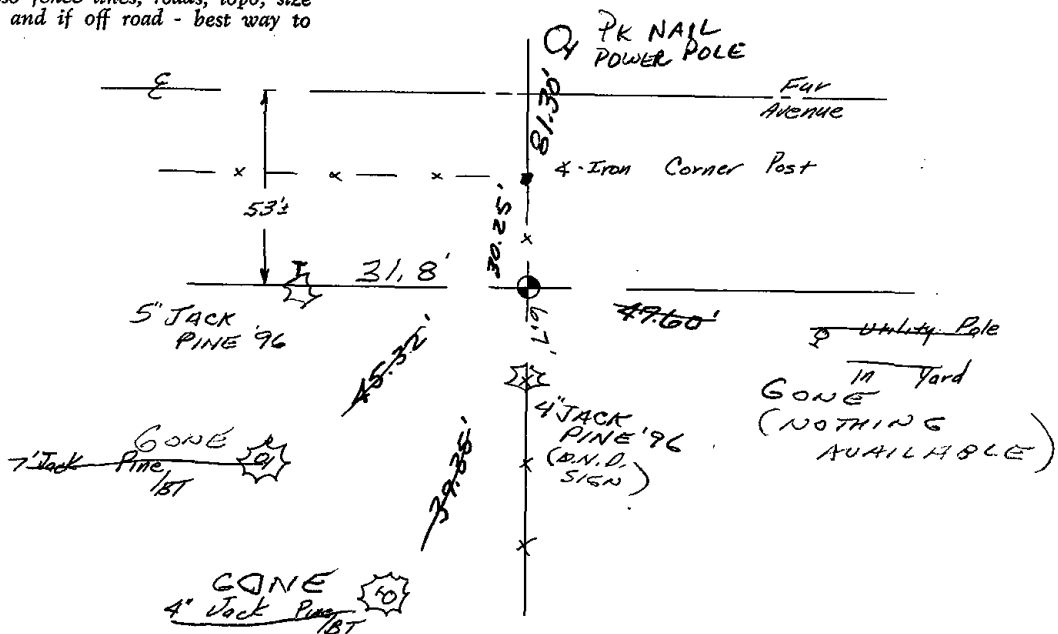 so fence lines, roads, topo, size
and if off road - best way to
PK NAIL
POWER POLE
Fur
Avenue
81.30'
4-Iron Corner Post
53'±
30.25'
31.8'
5" JACK
PINE '96
49.60'
Utility Pole
In Yard
GONE
(NOTHING
AVAILABLE)
6.7'
4" JACK
PINE '96
(D.N.D.
SIGN)
45.32'
GONE
7" Jack Pine/BT
39.35'
GONE
4" Jack Pine/BT